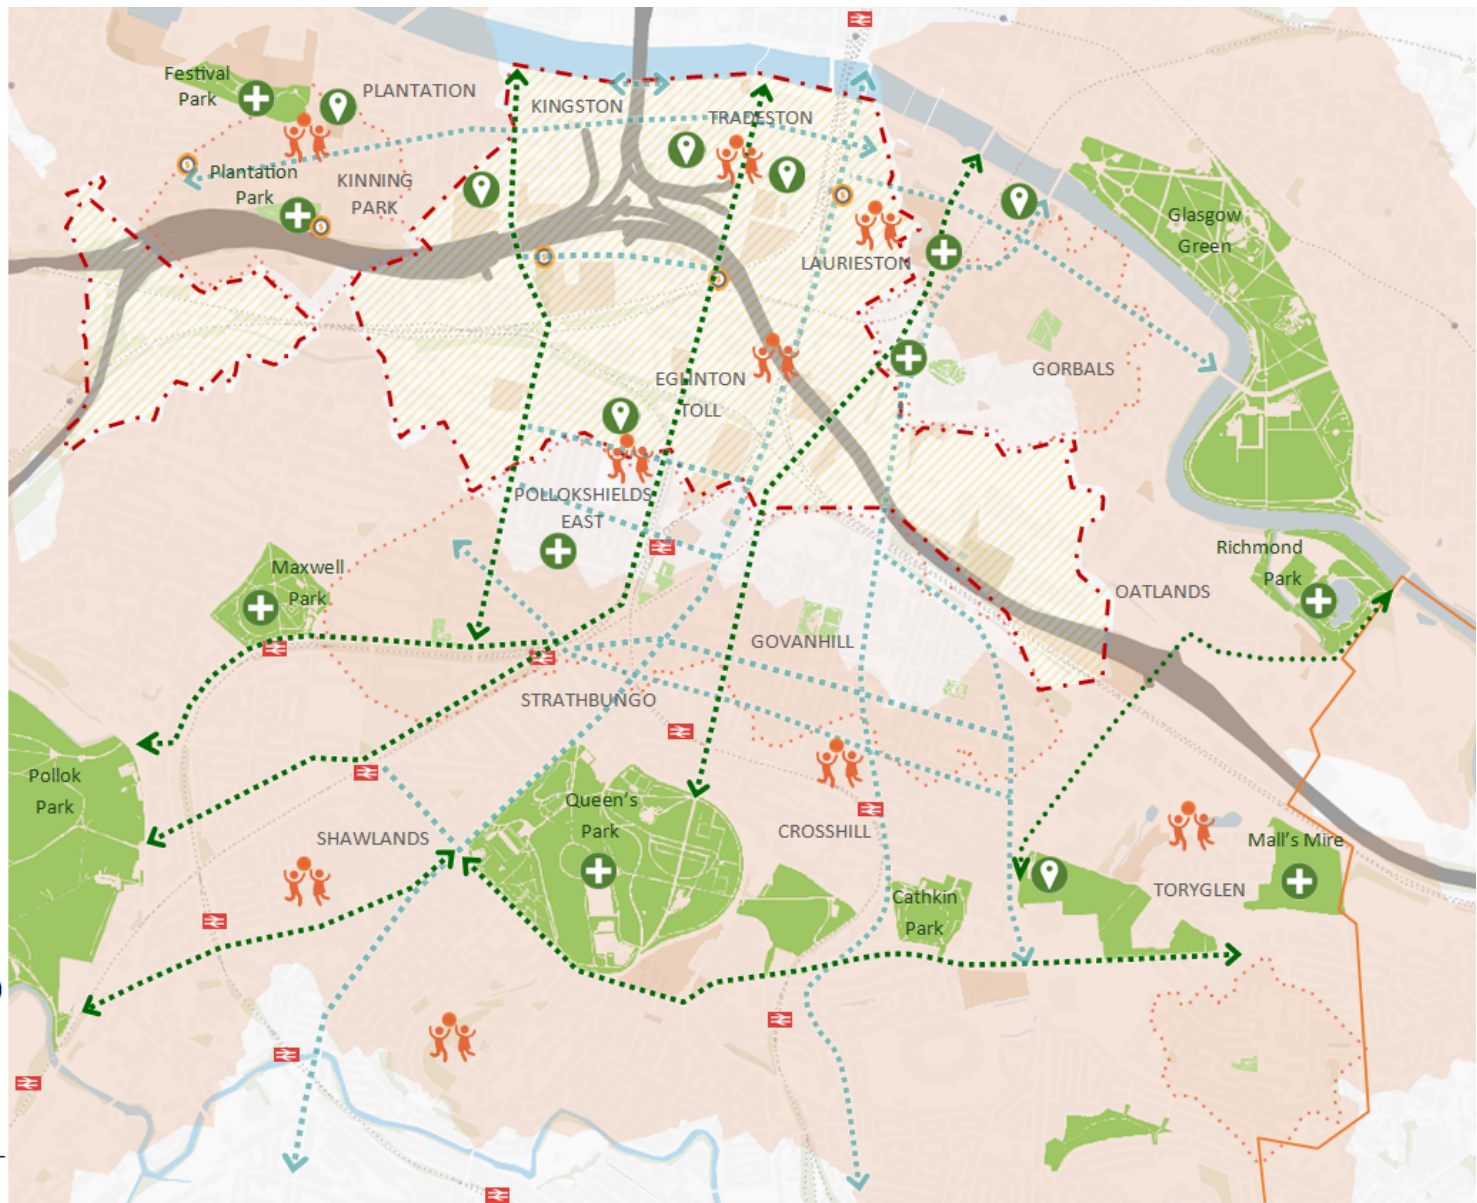 Festival
Park
PLANTATION
KINGSTON
TRADESTON
Plantation
Park
KINNING
PARK
Glasgow
Green
LAURIESTON
EGLINTON
TOLL
GORBALS
POLLOKSHIELDS
EAST
Richmond
Park
Maxwell
Park
OATLANDS
GOVANHILL
STRATHBUNGO
Pollok
Park
Queen's
Park
SHAWLANDS
CROSSHILL
Mall's Mire
Cathkin
Park
TORYGLEN